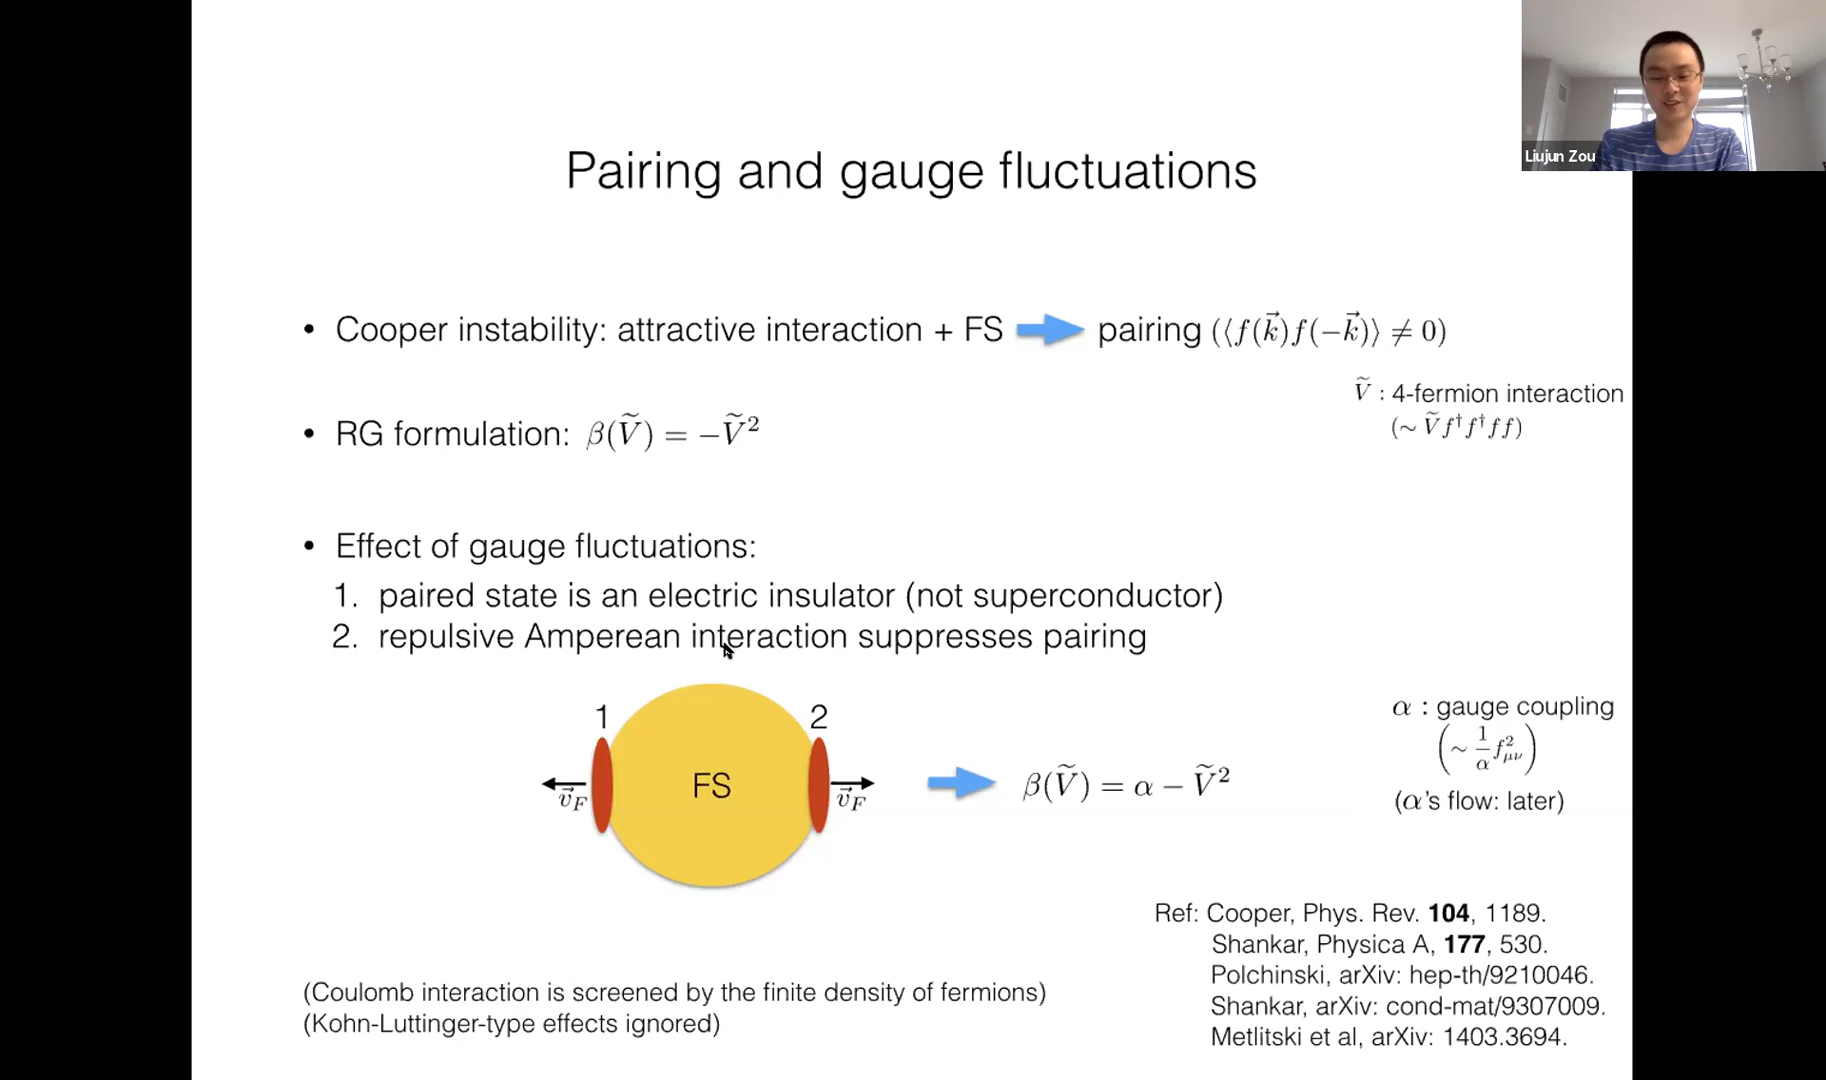 Liujun Zou
Pairing and gauge fluctuations
• Cooper instability: attractive interaction + FS pairing (⟨f(k⃗)f(−k⃗)⟩ ≠ 0)
Ṽ : 4-fermion interaction
(∼ Ṽf†f†ff)
• RG formulation: β(Ṽ) = −Ṽ²
• Effect of gauge fluctuations:
1. paired state is an electric insulator (not superconductor)
2. repulsive Amperean interaction suppresses pairing
1 2
FS
v⃗_F v⃗_F
β(Ṽ) = α − Ṽ²
α : gauge coupling
(∼ 1/α f²_μν)
(α's flow: later)
Ref: Cooper, Phys. Rev. 104, 1189.
Shankar, Physica A, 177, 530.
Polchinski, arXiv: hep-th/9210046.
Shankar, arXiv: cond-mat/9307009.
Metlitski et al, arXiv: 1403.3694.
(Coulomb interaction is screened by the finite density of fermions)
(Kohn-Luttinger-type effects ignored)